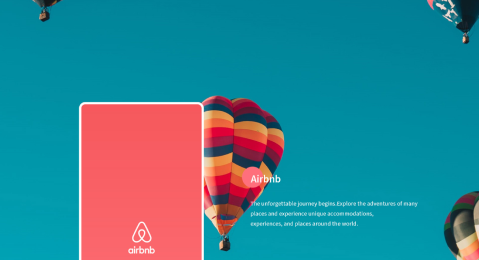 airbnb
Airbnb
The unforgottable journey begins.Explore the adventures of many
places and experience unique accommodations,
experiences, and places around the world.